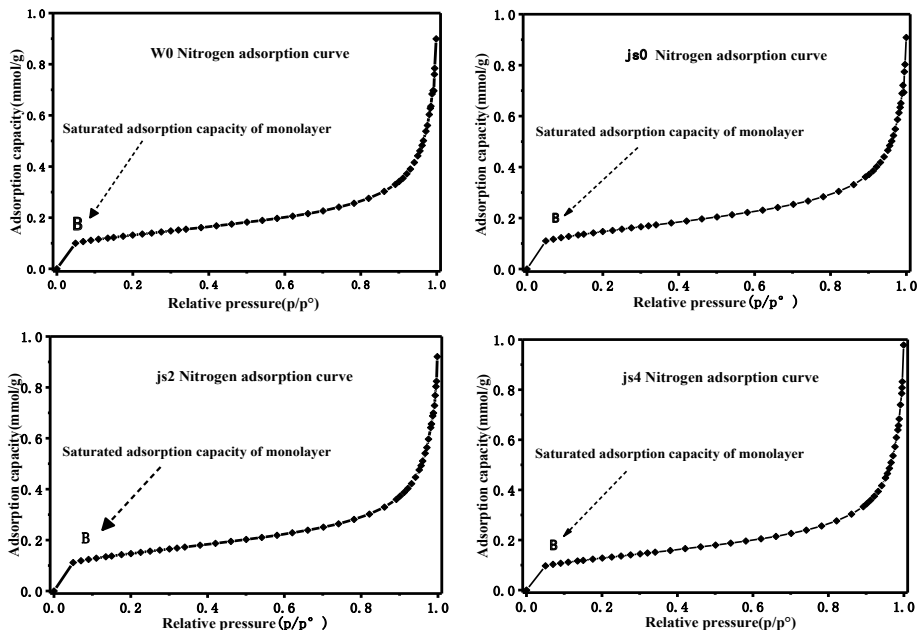 W0 Nitrogen adsorption curve
Saturated adsorption capacity of monolayer
B
Adsorption capacity(mmol/g)
1.0
0.8
0.6
0.4
0.2
0.0
0.0 0.2 0.4 0.6 0.8 1.0
Relative pressure(p/p°)
js0 Nitrogen adsorption curve
Saturated adsorption capacity of monolayer
B
Adsorption capacity(mmol/g)
1.0
0.8
0.6
0.4
0.2
0.0
0.0 0.2 0.4 0.6 0.8 1.0
Relative pressure(p/p°)
js2 Nitrogen adsorption curve
Saturated adsorption capacity of monolayer
B
Adsorption capacity(mmol/g)
1.0
0.8
0.6
0.4
0.2
0.0
0.0 0.2 0.4 0.6 0.8 1.0
Relative pressure(p/p°)
js4 Nitrogen adsorption curve
Saturated adsorption capacity of monolayer
B
Adsorption capacity(mmol/g)
1.0
0.8
0.6
0.4
0.2
0.0
0.0 0.2 0.4 0.6 0.8 1.0
Relative pressure(p/p°)